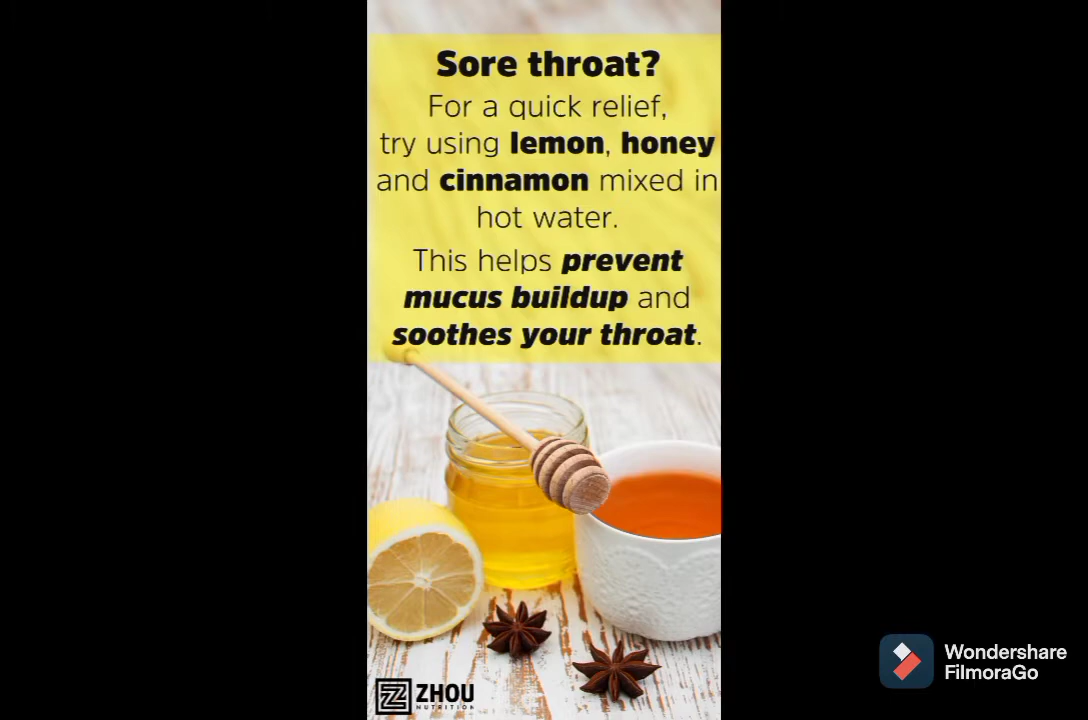 Sore throat?
For a quick relief,
try using lemon, honey
and cinnamon mixed in
hot water.
This helps prevent
mucus buildup and
soothes your throat.
ZHOU
NUTRITION
Wondershare
FilmoraGo